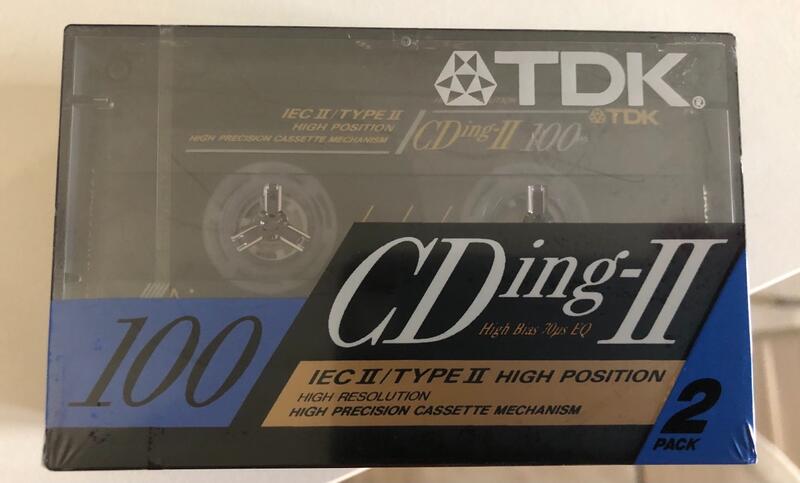 TDK®
TDK
IEC II/TYPE II
HIGH POSITION
HIGH PRECISION CASSETTE MECHANISM
CDing-II 100
CDing-II
High Bias 70µs EQ
100
IEC II/TYPE II HIGH POSITION
HIGH RESOLUTION
HIGH PRECISION CASSETTE MECHANISM
2
PACK